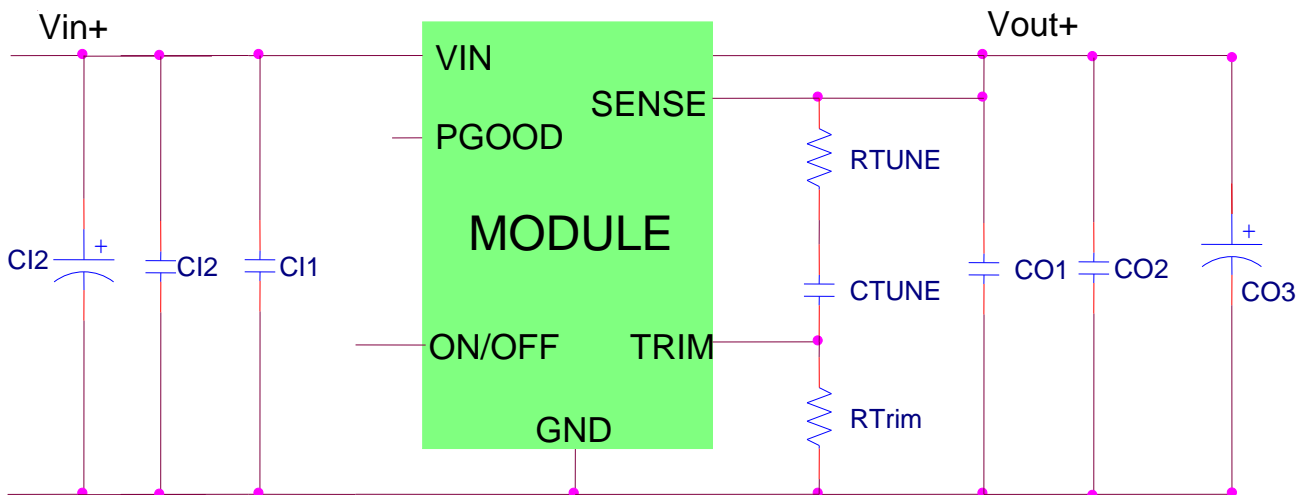 Vin+
Vout+
VIN
SENSE
PGOOD
RTUNE
MODULE
+
CI2
CI2
CI1
CTUNE
CO1
CO2
+
CO3
ON/OFF
TRIM
RTrim
GND